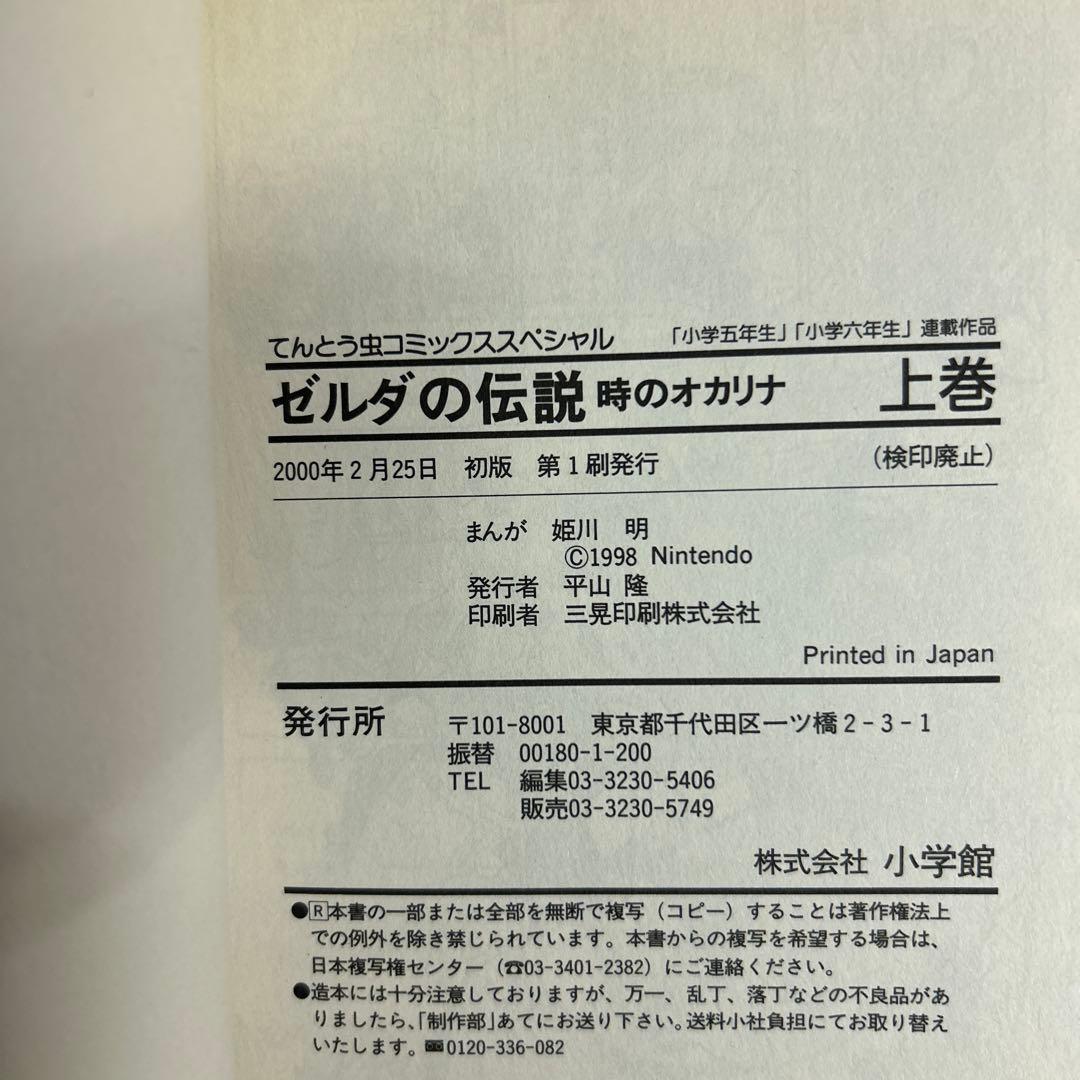 てんとう虫コミックススペシャル 「小学五年生」「小学六年生」連載作品
ゼルダの伝説 時のオカリナ 上巻
2000年2月25日 初版 第1刷発行 (検印廃止)
まんが 姫川 明
©1998 Nintendo
発行者 平山 隆
印刷者 三晃印刷株式会社
Printed in Japan
発行所 〒101-8001 東京都千代田区一ツ橋2-3-1
振替 00180-1-200
TEL 編集03-3230-5406
販売03-3230-5749
株式会社 小学館
●Ⓡ本書の一部または全部を無断で複写(コピー)することは著作権法上
での例外を除き禁じられています。本書からの複写を希望する場合は、
日本複写権センター(☎03-3401-2382)にご連絡ください。
●造本には十分注意しておりますが、万一、乱丁、落丁などの不良品があ
りましたら、「制作部」あてにお送り下さい。送料小社負担にてお取り替え
いたします。 0120-336-082